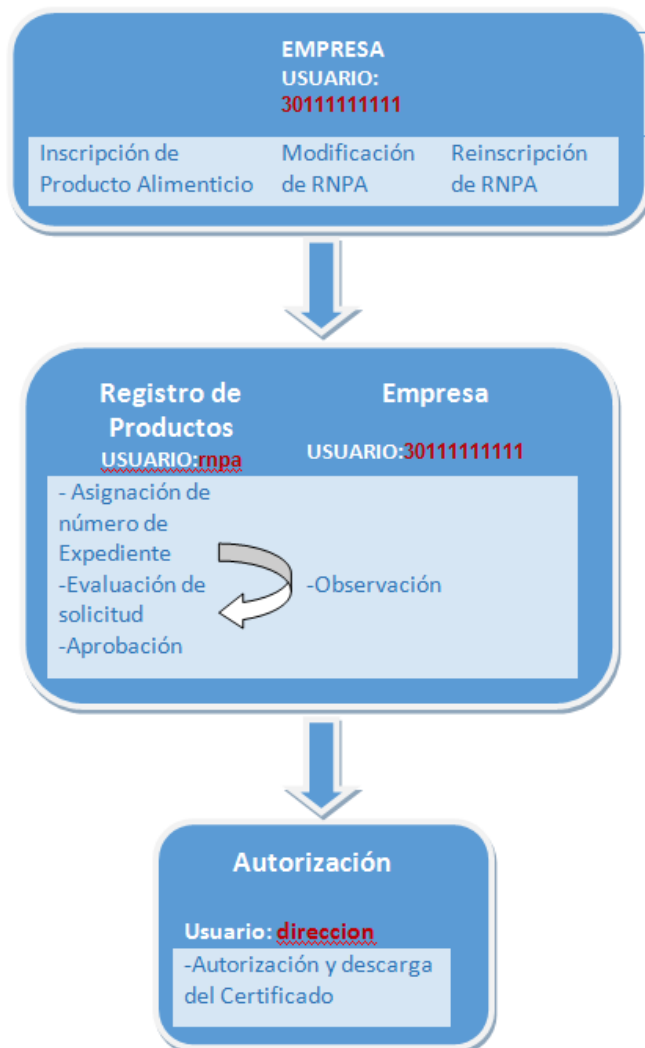 EMPRESA
USUARIO:
30111111111
Inscripción de
Producto Alimenticio
Modificación
de RNPA
Reinscripción
de RNPA
Registro de
Productos
USUARIO:rnpa
Empresa
USUARIO:30111111111
- Asignación de
número de
Expediente
-Evaluación de
solicitud
-Aprobación
-Observación
Autorización
Usuario: direccion
-Autorización y descarga
del Certificado